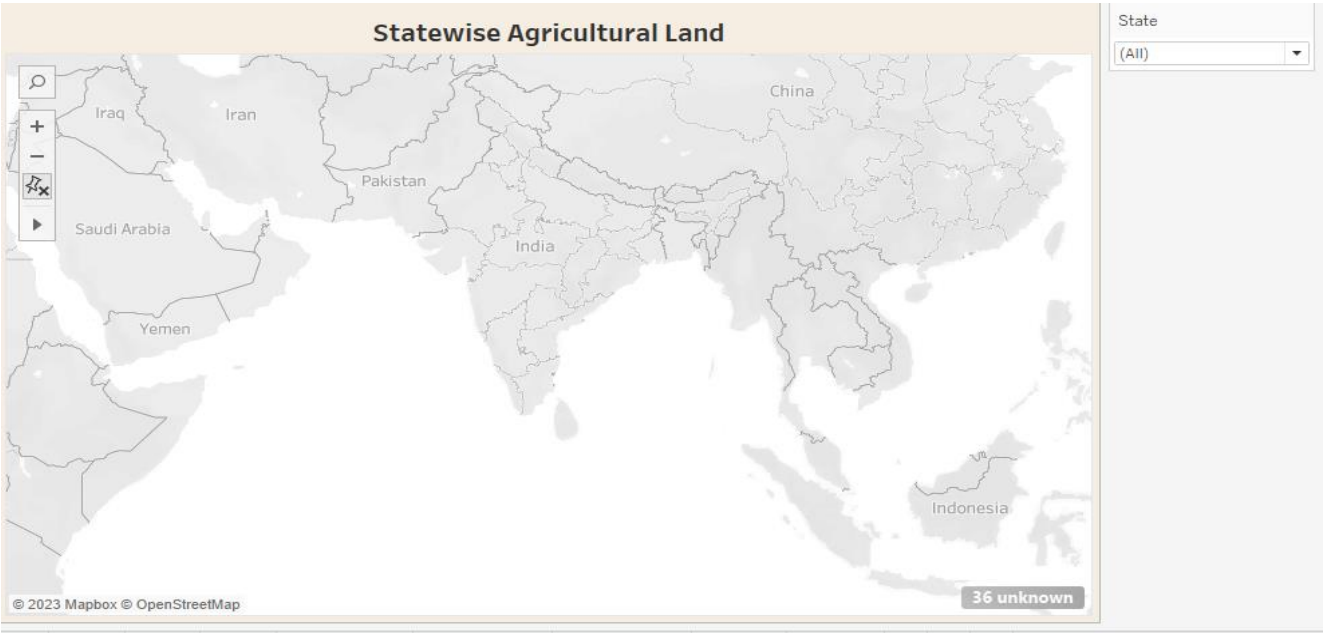 Statewise Agricultural Land
State
(All)
China
Iraq
Iran
Pakistan
Saudi Arabia
India
Yemen
Indonesia
36 unknown
© 2023 Mapbox © OpenStreetMap